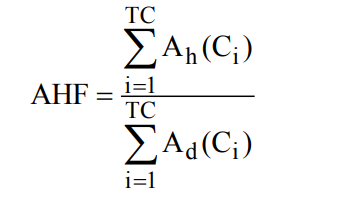 TC
∑ A_h(C_i)
i=1
AHF =
TC
∑ A_d(C_i)
i=1